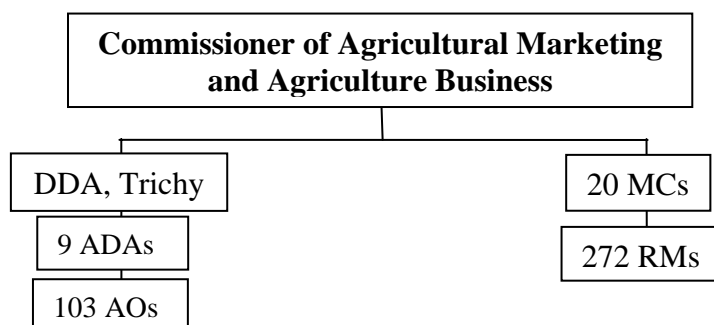 Commissioner of Agricultural Marketing
and Agriculture Business
DDA, Trichy
20 MCs
9 ADAs
272 RMs
103 AOs